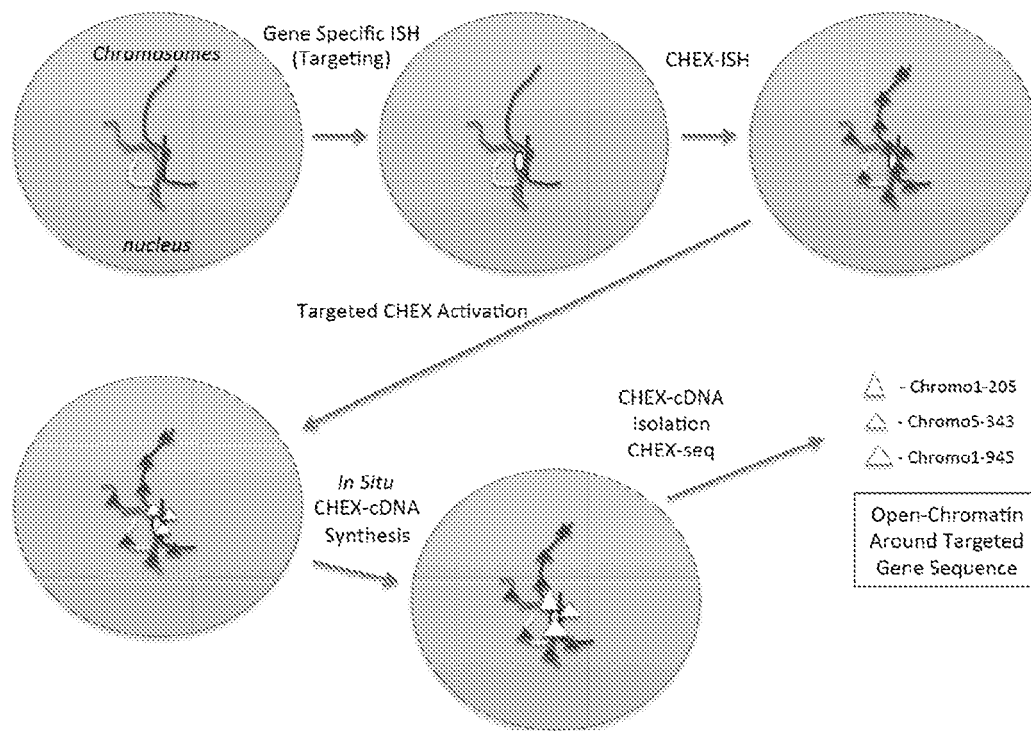 Chromosomes
nucleus
Gene Specific ISH
(Targeting)
CHEX-ISH
Targeted CHEX Activation
In Situ
CHEX-cDNA
Synthesis
CHEX-cDNA
Isolation
CHEX-seq
- Chromo1-205
- Chromo5-343
- Chromo1-945
Open-Chromatin
Around Targeted
Gene Sequence